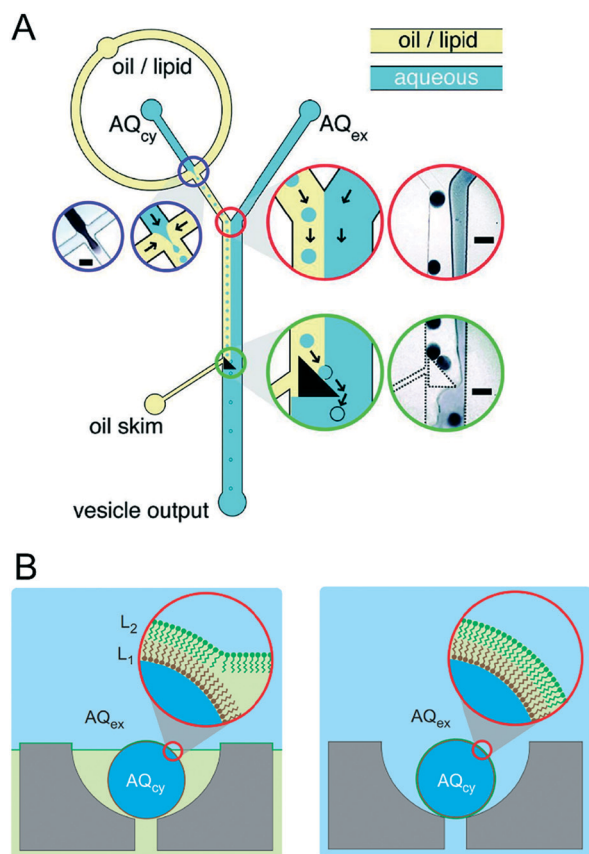 A
oil / lipid
AQcy
AQex
oil / lipid
aqueous
oil skim
vesicle output
B
L2
L1
AQex
AQcy
AQex
AQcy